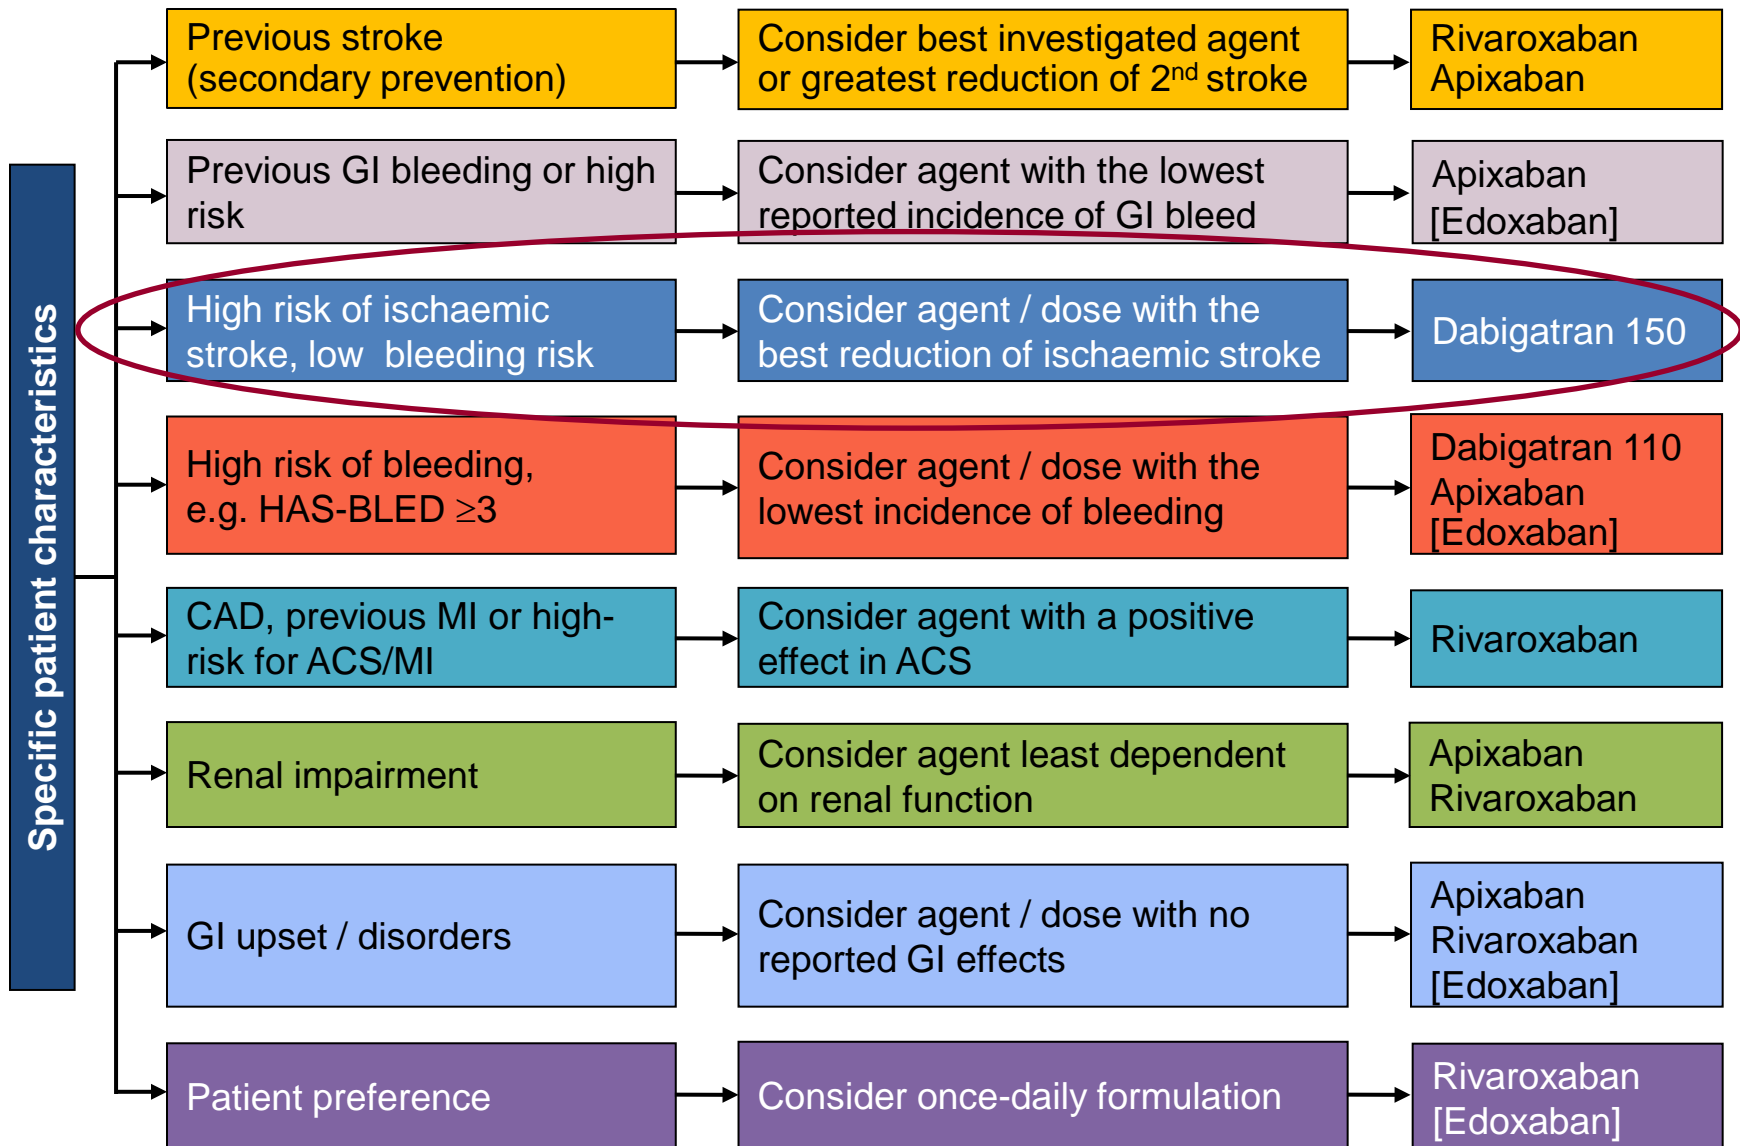 Specific patient characteristics
Previous stroke
(secondary prevention)
Consider best investigated agent
or greatest reduction of 2nd stroke
Rivaroxaban
Apixaban
Previous GI bleeding or high
risk
Consider agent with the lowest
reported incidence of GI bleed
Apixaban
[Edoxaban]
High risk of ischaemic
stroke, low bleeding risk
Consider agent / dose with the
best reduction of ischaemic stroke
Dabigatran 150
High risk of bleeding,
e.g. HAS-BLED ≥3
Consider agent / dose with the
lowest incidence of bleeding
Dabigatran 110
Apixaban
[Edoxaban]
CAD, previous MI or high-
risk for ACS/MI
Consider agent with a positive
effect in ACS
Rivaroxaban
Renal impairment
Consider agent least dependent
on renal function
Apixaban
Rivaroxaban
GI upset / disorders
Consider agent / dose with no
reported GI effects
Apixaban
Rivaroxaban
[Edoxaban]
Patient preference
Consider once-daily formulation
Rivaroxaban
[Edoxaban]